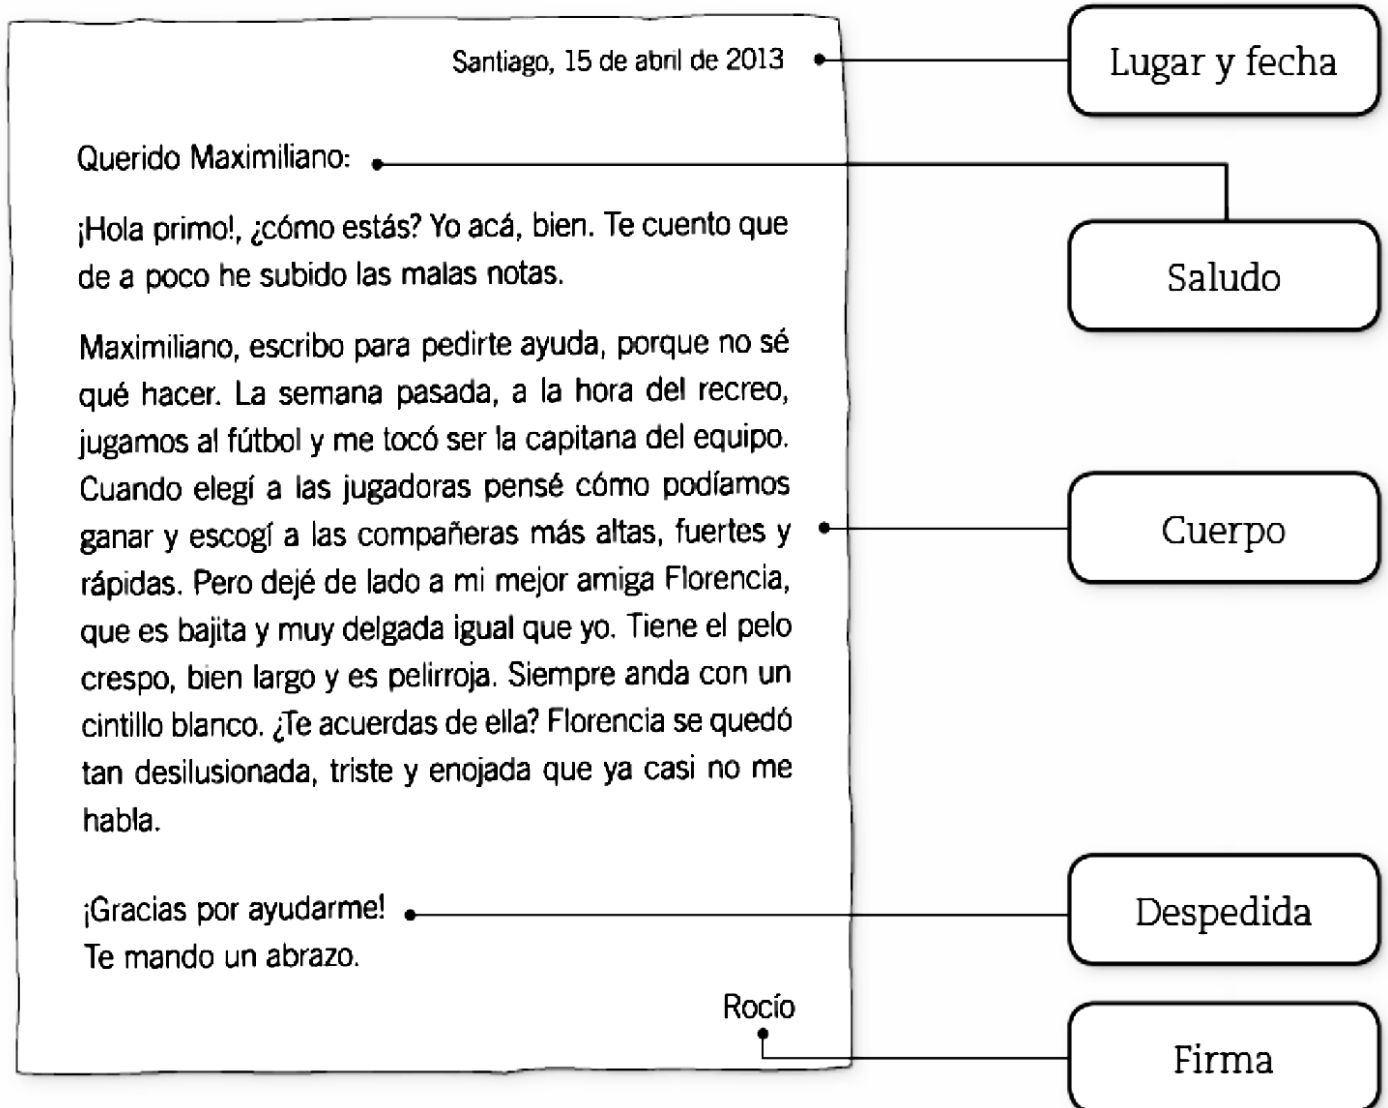 Santiago, 15 de abril de 2013
Lugar y fecha
Querido Maximiliano:
Saludo
¡Hola primo!, ¿cómo estás? Yo acá, bien. Te cuento que
de a poco he subido las malas notas.
Maximiliano, escribo para pedirte ayuda, porque no sé
qué hacer. La semana pasada, a la hora del recreo,
jugamos al fútbol y me tocó ser la capitana del equipo.
Cuando elegí a las jugadoras pensé cómo podíamos
ganar y escogí a las compañeras más altas, fuertes y
rápidas. Pero dejé de lado a mi mejor amiga Florencia,
que es bajita y muy delgada igual que yo. Tiene el pelo
crespo, bien largo y es pelirroja. Siempre anda con un
cintillo blanco. ¿Te acuerdas de ella? Florencia se quedó
tan desilusionada, triste y enojada que ya casi no me
habla.
Cuerpo
¡Gracias por ayudarme!
Te mando un abrazo.
Despedida
Rocío
Firma